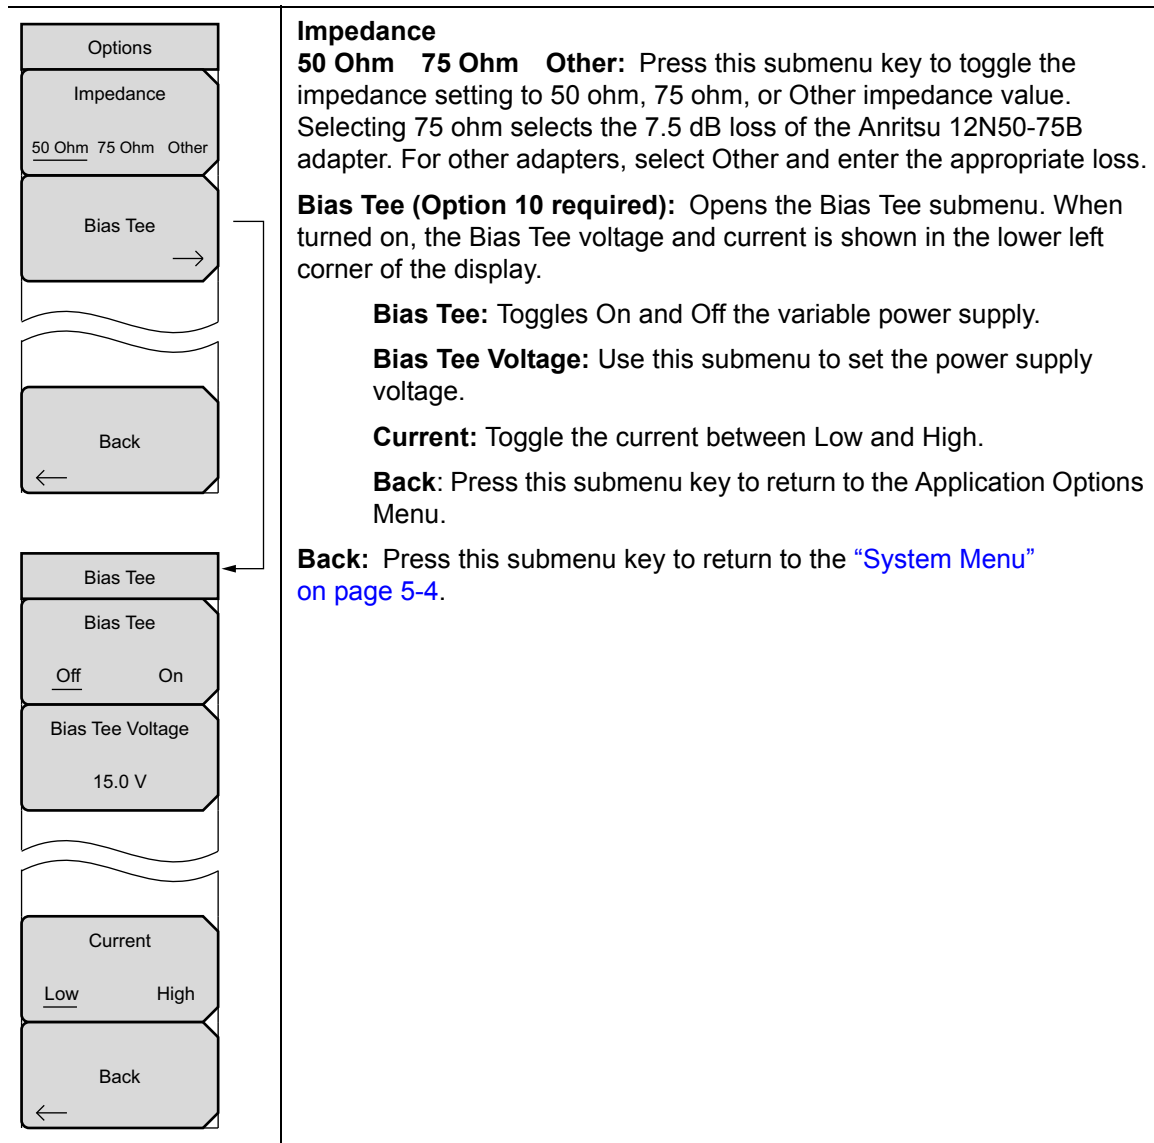 Options
Impedance
50 Ohm 75 Ohm Other
Bias Tee
Back
Bias Tee
Bias Tee
Off On
Bias Tee Voltage
15.0 V
Current
Low High
Back
Impedance
50 Ohm 75 Ohm Other: Press this submenu key to toggle the
impedance setting to 50 ohm, 75 ohm, or Other impedance value.
Selecting 75 ohm selects the 7.5 dB loss of the Anritsu 12N50-75B
adapter. For other adapters, select Other and enter the appropriate loss.
Bias Tee (Option 10 required): Opens the Bias Tee submenu. When
turned on, the Bias Tee voltage and current is shown in the lower left
corner of the display.
Bias Tee: Toggles On and Off the variable power supply.
Bias Tee Voltage: Use this submenu to set the power supply
voltage.
Current: Toggle the current between Low and High.
Back: Press this submenu key to return to the Application Options
Menu.
Back: Press this submenu key to return to the “System Menu”
on page 5-4.